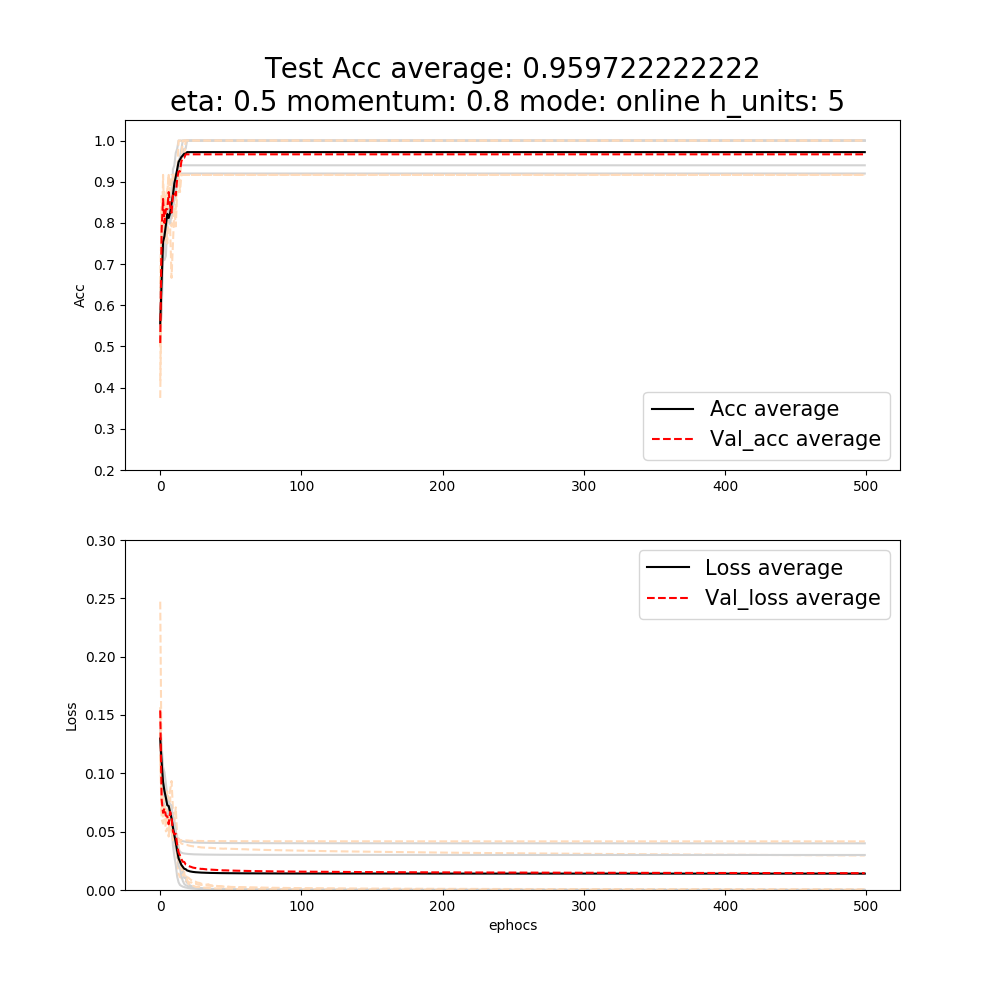 Test Acc average: 0.959722222222
eta: 0.5 momentum: 0.8 mode: online h_units: 5
1.0
0.9
0.8
0.7
0.6
0.5
0.4
0.3
0.2
Acc
Acc average
Val_acc average
0 100 200 300 400 500
0.30
0.25
0.20
0.15
0.10
0.05
0.00
Loss
Loss average
Val_loss average
0 100 200 300 400 500
ephocs